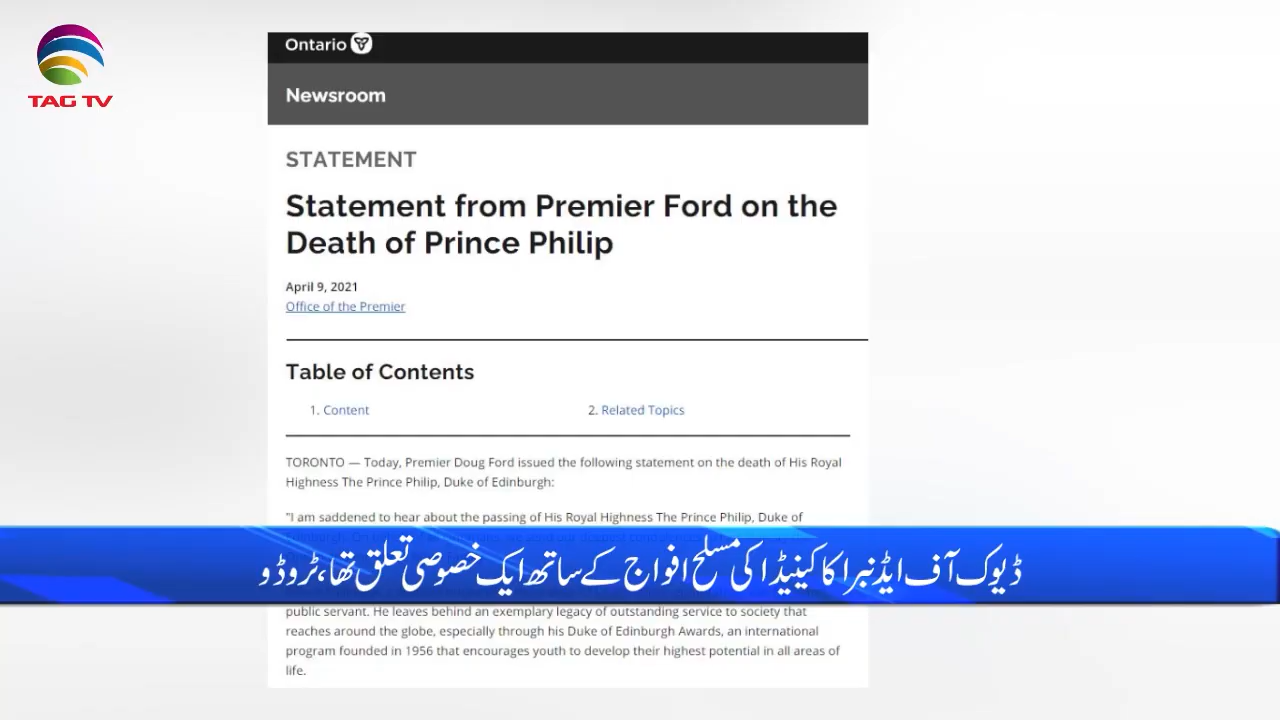 TAG TV
Ontario
Newsroom
STATEMENT
Statement from Premier Ford on the
Death of Prince Philip
April 9, 2021
Office of the Premier
Table of Contents
1. Content
2. Related Topics
TORONTO — Today, Premier Doug Ford issued the following statement on the death of His Royal
Highness The Prince Philip, Duke of Edinburgh:
"I am saddened to hear about the passing of His Royal Highness The Prince Philip, Duke of
ڈیوک آف ایڈنبرا کا کینیڈا کی مسلح افواج کے ساتھ ایک خصوصی تعلق تھا، ٹروڈو
public servant. He leaves behind an exemplary legacy of outstanding service to society that
reaches around the globe, especially through his Duke of Edinburgh Awards, an international
program founded in 1956 that encourages youth to develop their highest potential in all areas of
life.